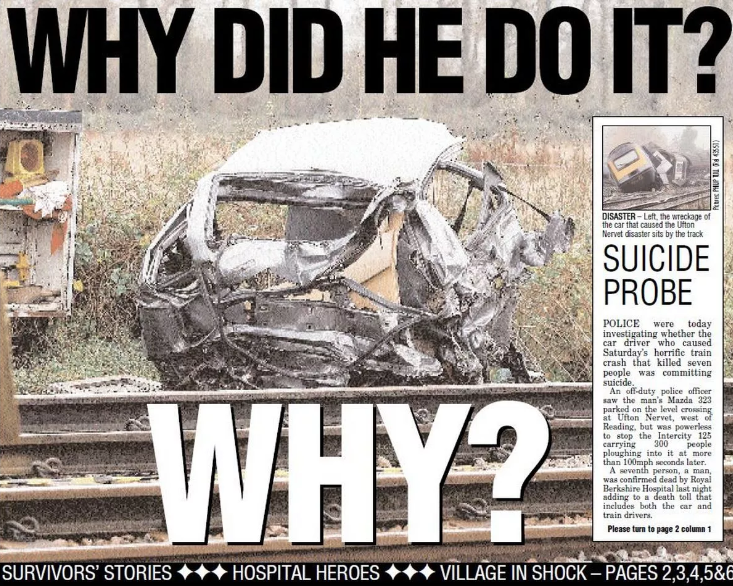 WHY DID HE DO IT?
WHY?
DISASTER – Left, the wreckage of
the car that caused the Ufton
Nervet disaster sits by the track
SUICIDE
PROBE
POLICE were today
investigating whether the
car driver who caused
Saturday's horrific train
crash that killed seven
people was committing
suicide.
An off-duty police officer
saw the man's Mazda 323
parked on the level crossing
at Ufton Nervet, west of
Reading, but was powerless
to stop the Intercity 125
carrying 300 people
ploughing into it at more
than 100mph seconds later.
A seventh person, a man,
was confirmed dead by Royal
Berkshire Hospital last night
adding to a death toll that
includes both the car and
train drivers.
Please turn to page 2 column 1
SURVIVORS' STORIES ✦✦✦ HOSPITAL HEROES ✦✦✦ VILLAGE IN SHOCK – PAGES 2,3,4,5&6